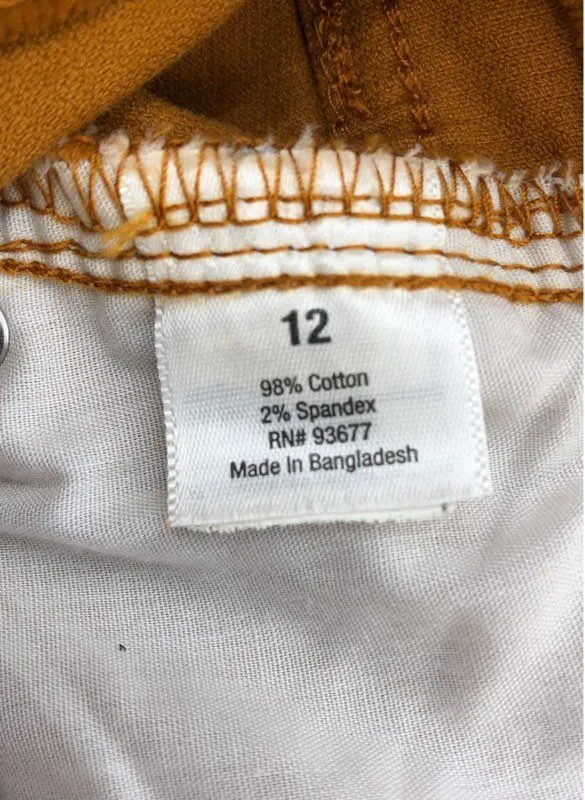 12
98% Cotton
2% Spandex
RN# 93677
Made In Bangladesh